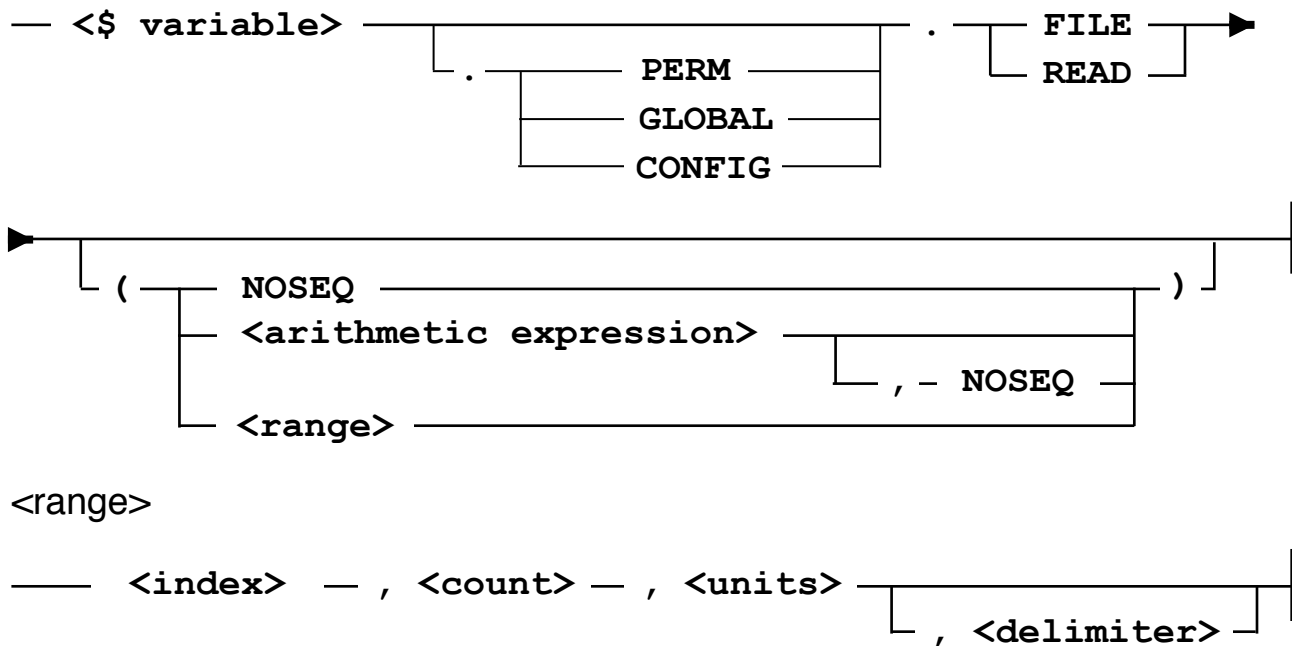 <$ variable> . FILE
. PERM READ
GLOBAL
CONFIG
( NOSEQ )
<arithmetic expression>
, NOSEQ
<range>
<range>
<index> , <count> , <units>
, <delimiter>